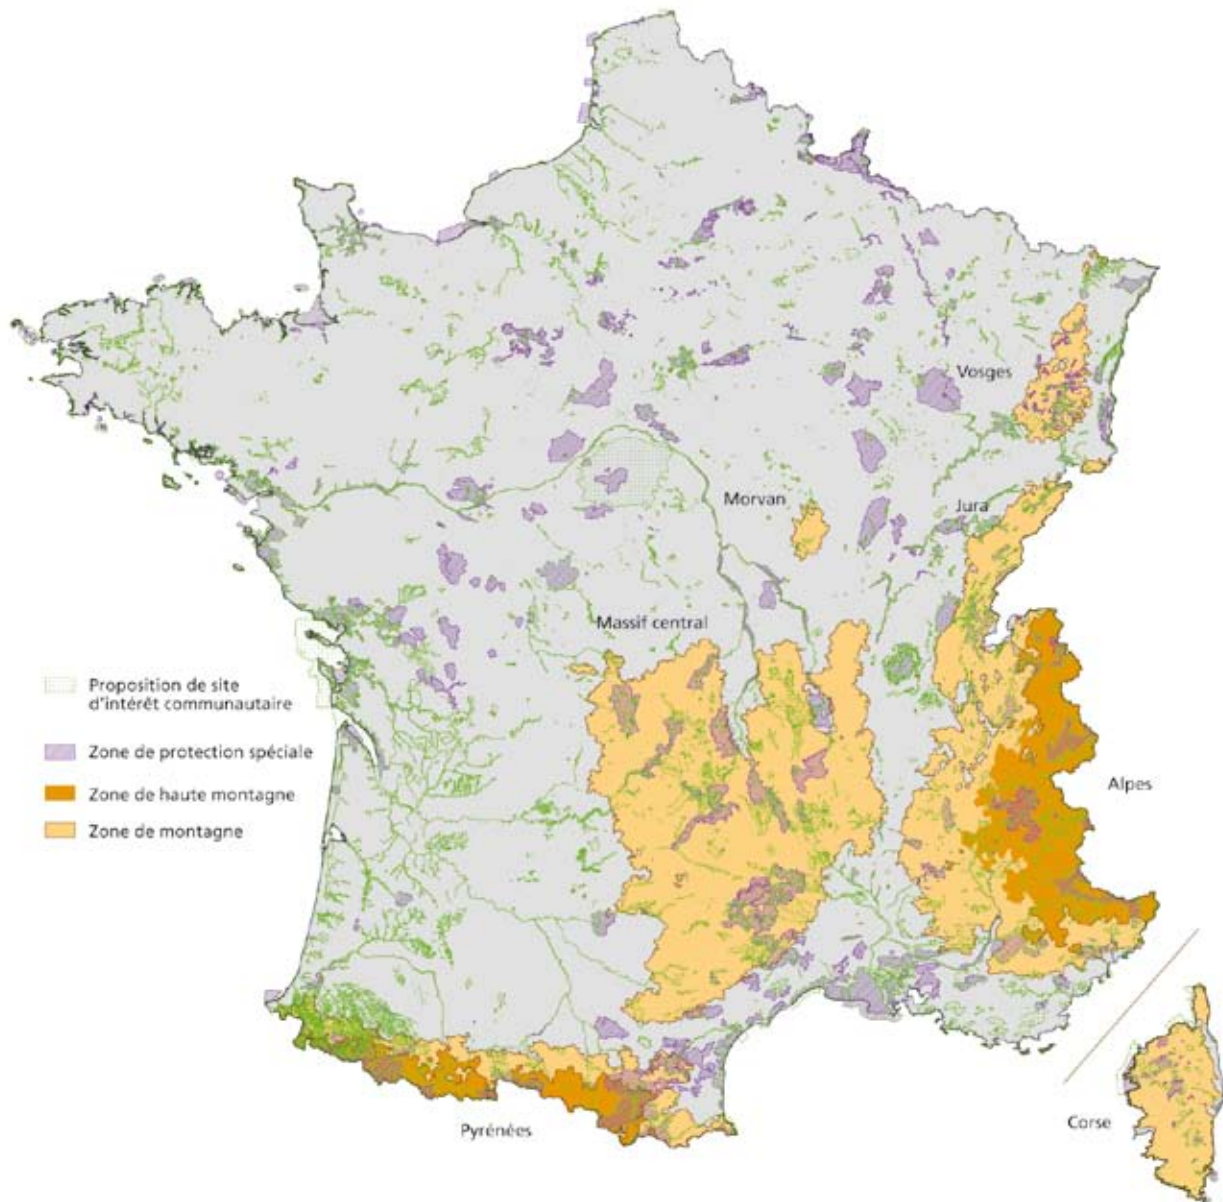 Vosges
Morvan
Jura
Massif central
Proposition de site
d'intérêt communautaire
Zone de protection spéciale
Zone de haute montagne
Zone de montagne
Alpes
Pyrénées
Corse